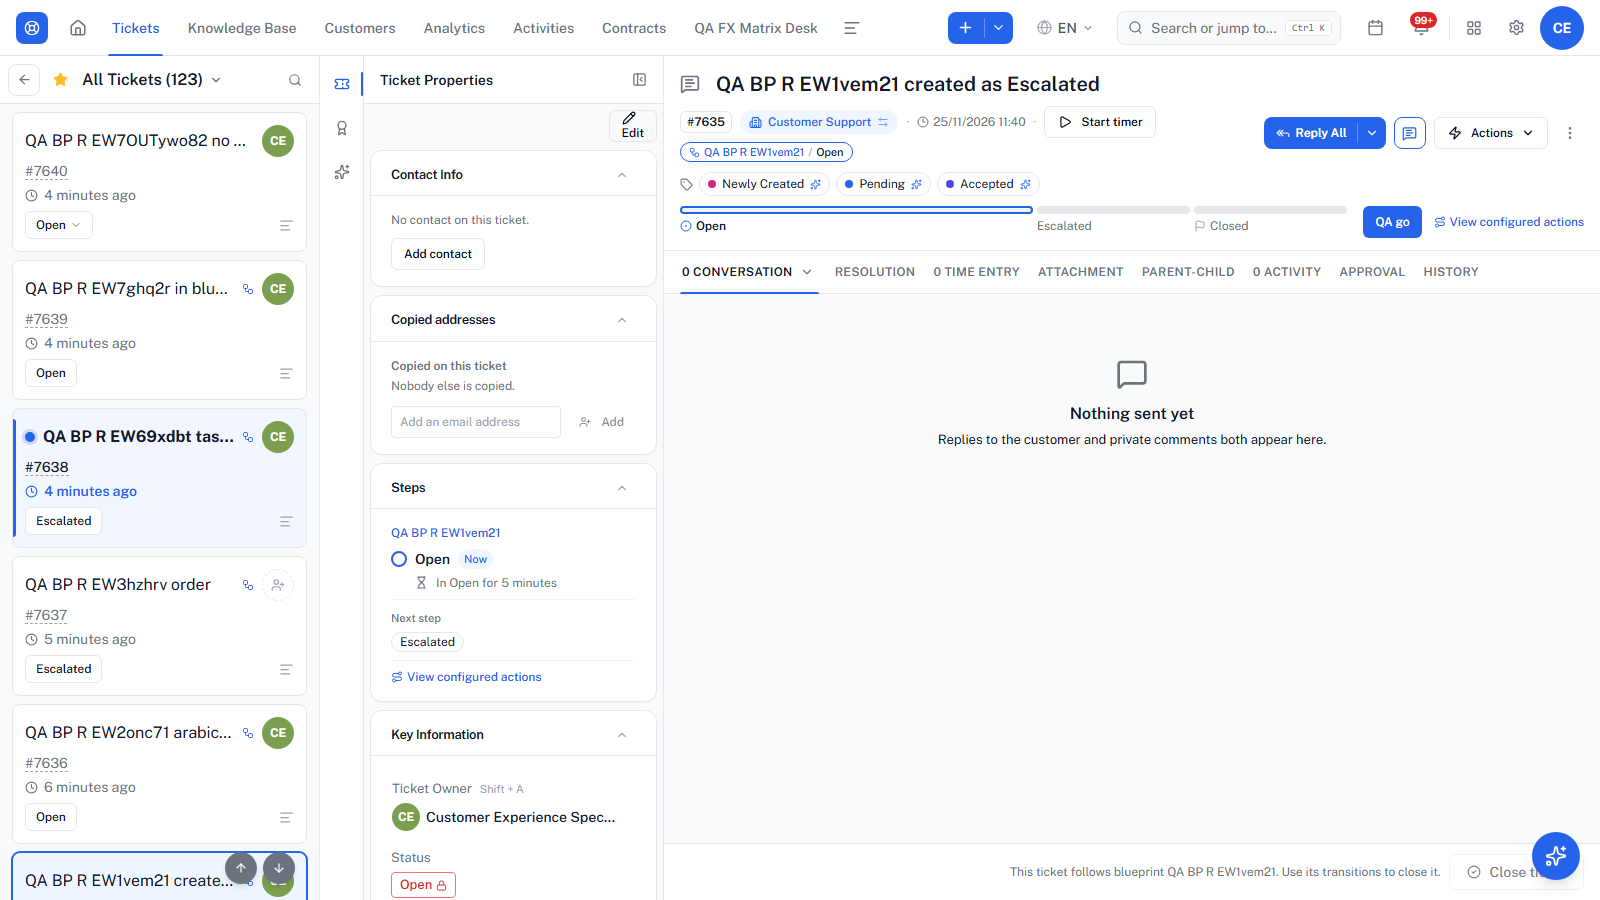 Tickets
Knowledge Base
Customers
Analytics
Activities
Contracts
QA FX Matrix Desk
EN
Search or jump to...
Ctrl K
99+
CE
All Tickets (123)
QA BP R EW7OUTywo82 no ...
CE
#7640
4 minutes ago
Open
QA BP R EW7ghq2r in blu...
CE
#7639
4 minutes ago
Open
QA BP R EW69xdbt tas...
CE
#7638
4 minutes ago
Escalated
QA BP R EW3hzhrv order
#7637
5 minutes ago
Escalated
QA BP R EW2onc71 arabic...
CE
#7636
6 minutes ago
Open
QA BP R EW1vem21 create...
Ticket Properties
Edit
Contact Info
No contact on this ticket.
Add contact
Copied addresses
Copied on this ticket
Nobody else is copied.
Add an email address
Add
Steps
QA BP R EW1vem21
Open
Now
In Open for 5 minutes
Next step
Escalated
View configured actions
Key Information
Ticket Owner
Shift + A
CE
Customer Experience Spec...
Status
Open
QA BP R EW1vem21 created as Escalated
#7635
Customer Support
· 25/11/2026 11:40 ·
Start timer
QA BP R EW1vem21 / Open
Reply All
Actions
Newly Created
Pending
Accepted
Open
Escalated
Closed
QA go
View configured actions
0 CONVERSATION
RESOLUTION
0 TIME ENTRY
ATTACHMENT
PARENT-CHILD
0 ACTIVITY
APPROVAL
HISTORY
Nothing sent yet
Replies to the customer and private comments both appear here.
This ticket follows blueprint QA BP R EW1vem21. Use its transitions to close it.
Close